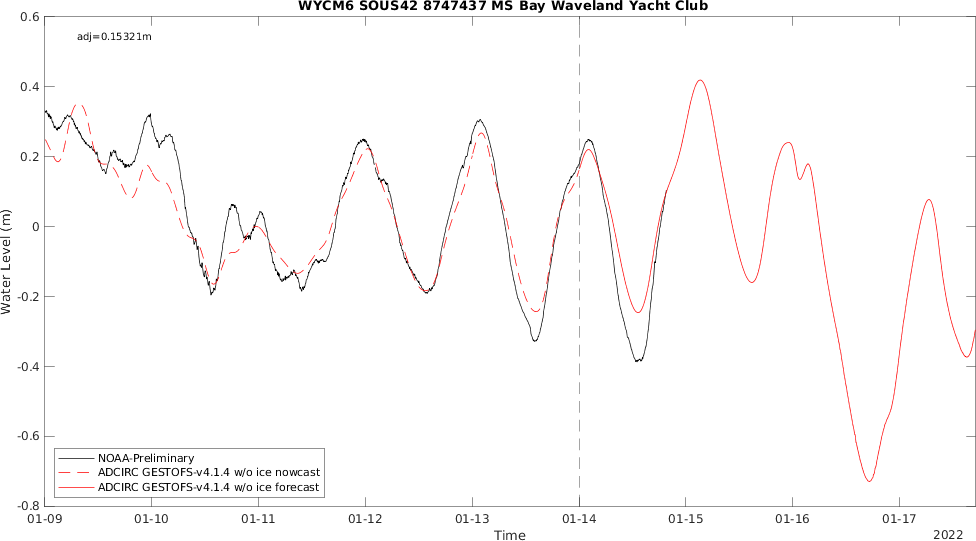 WYCM6 SOUS42 8747437 MS Bay Waveland Yacht Club
adj=0.15321m
0.6
0.4
0.2
0
-0.2
-0.4
-0.6
-0.8
Water Level (m)
NOAA-Preliminary
ADCIRC GESTOFS-v4.1.4 w/o ice nowcast
ADCIRC GESTOFS-v4.1.4 w/o ice forecast
01-09 01-10 01-11 01-12 01-13 01-14 01-15 01-16 01-17
Time
2022